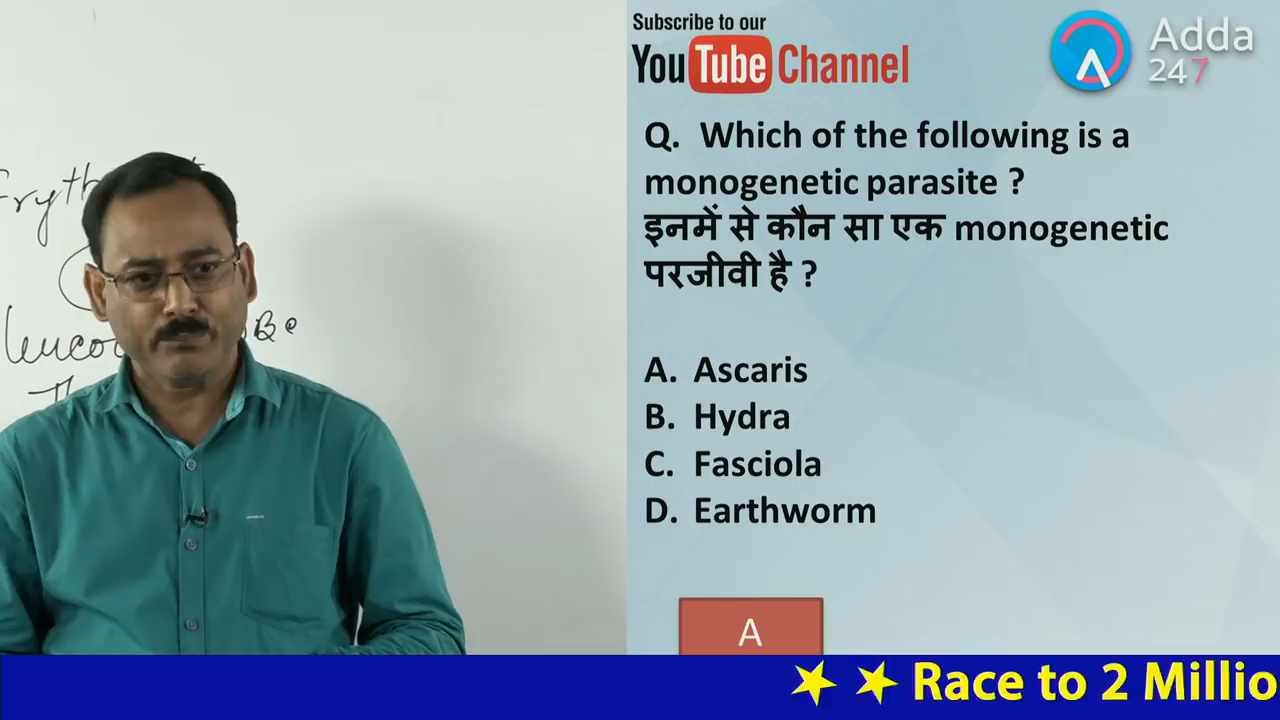 Subscribe to our
YouTube Channel
Adda
247
Q. Which of the following is a
monogenetic parasite ?
इनमें से कौन सा एक monogenetic
परजीवी है ?
A. Ascaris
B. Hydra
C. Fasciola
D. Earthworm
A
Race to 2 Millio